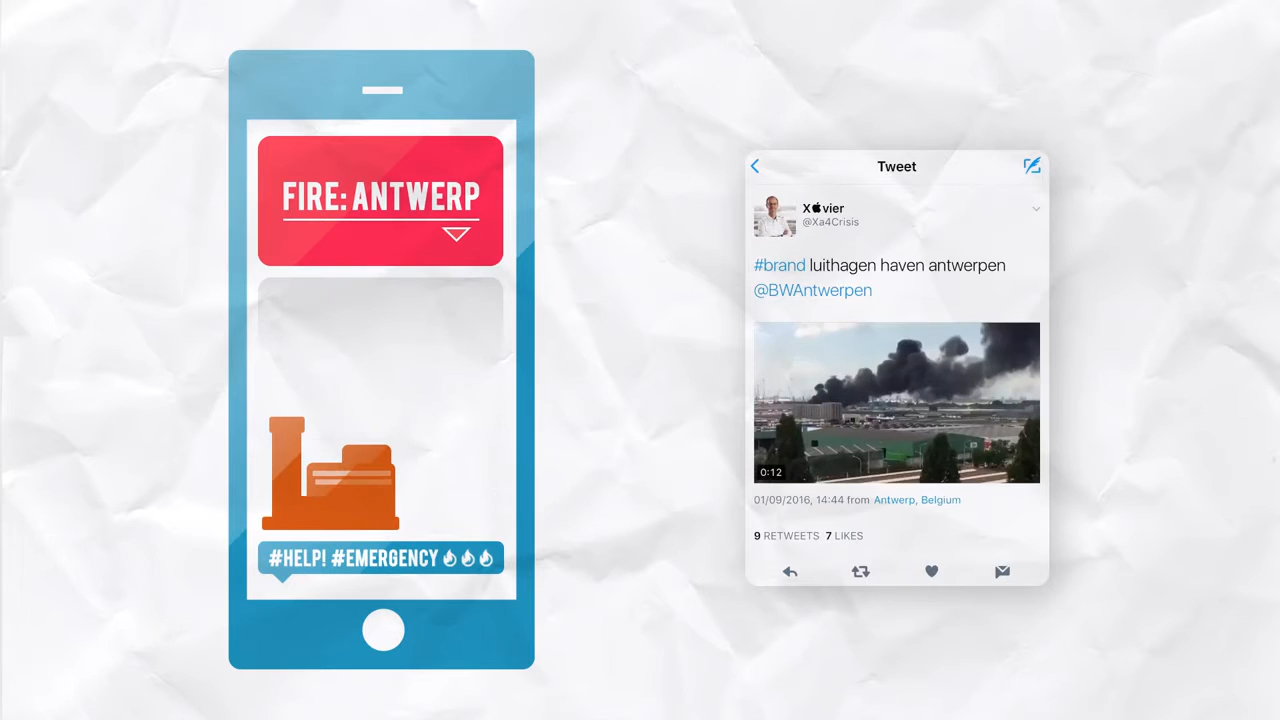 FIRE: ANTWERP
#HELP! #EMERGENCY
Tweet
Xvier
@Xa4Crisis
#brand luithagen haven antwerpen
@BWAntwerpen
0:12
01/09/2016, 14:44 from Antwerp, Belgium
9 RETWEETS 7 LIKES